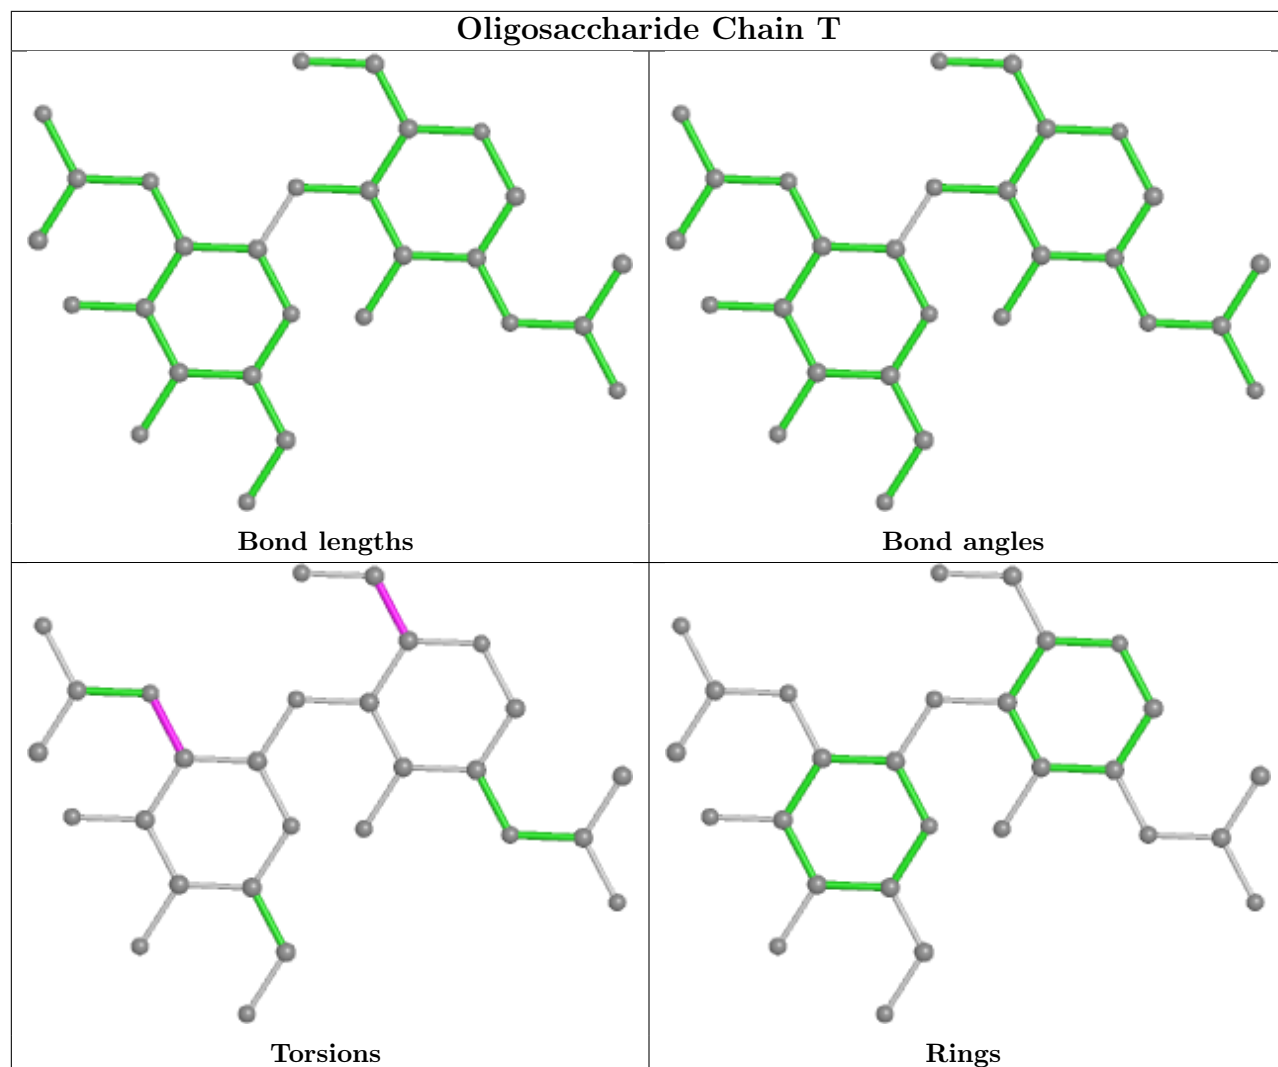 Oligosaccharide Chain T
Bond lengths
Bond angles
Torsions
Rings